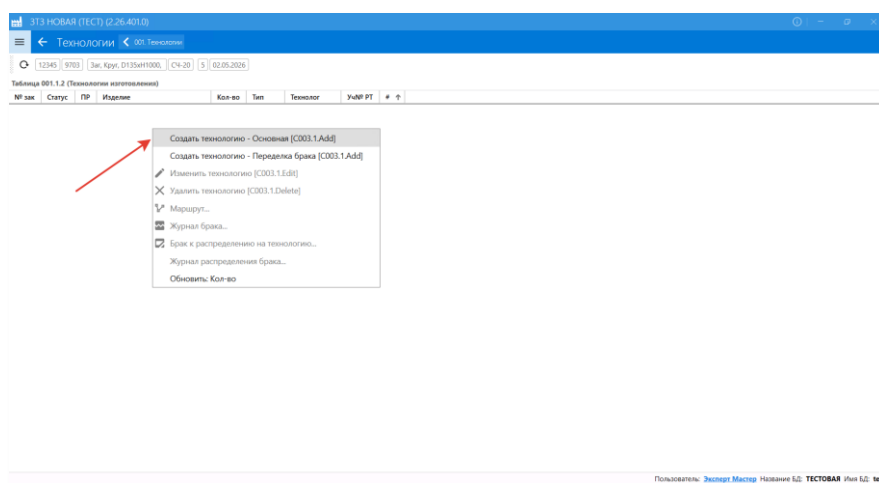 ЗТЗ НОВАЯ (ТЕСТ) (2.26.401.0)
Технологии 001 Технологии
12345 9703 Заг, Круг, D135xH1000, СЧ-20 5 02.05.2026
Таблица 001.1.2 (Технологии изготовления)
№ зак Статус ПР Изделие Кол-во Тип Технолог Уч№ РТ #
Создать технологию - Основная [C003.1.Add]
Создать технологию - Переделка брака [C003.1.Add]
Изменить технологию [C003.1.Edit]
Удалить технологию [C003.1.Delete]
Маршрут...
Журнал брака...
Брак к распределению на технологию...
Журнал распределения брака...
Обновить: Кол-во
Пользователь: Эксперт Мастер Название БД: ТЕСТОВАЯ Имя БД: te